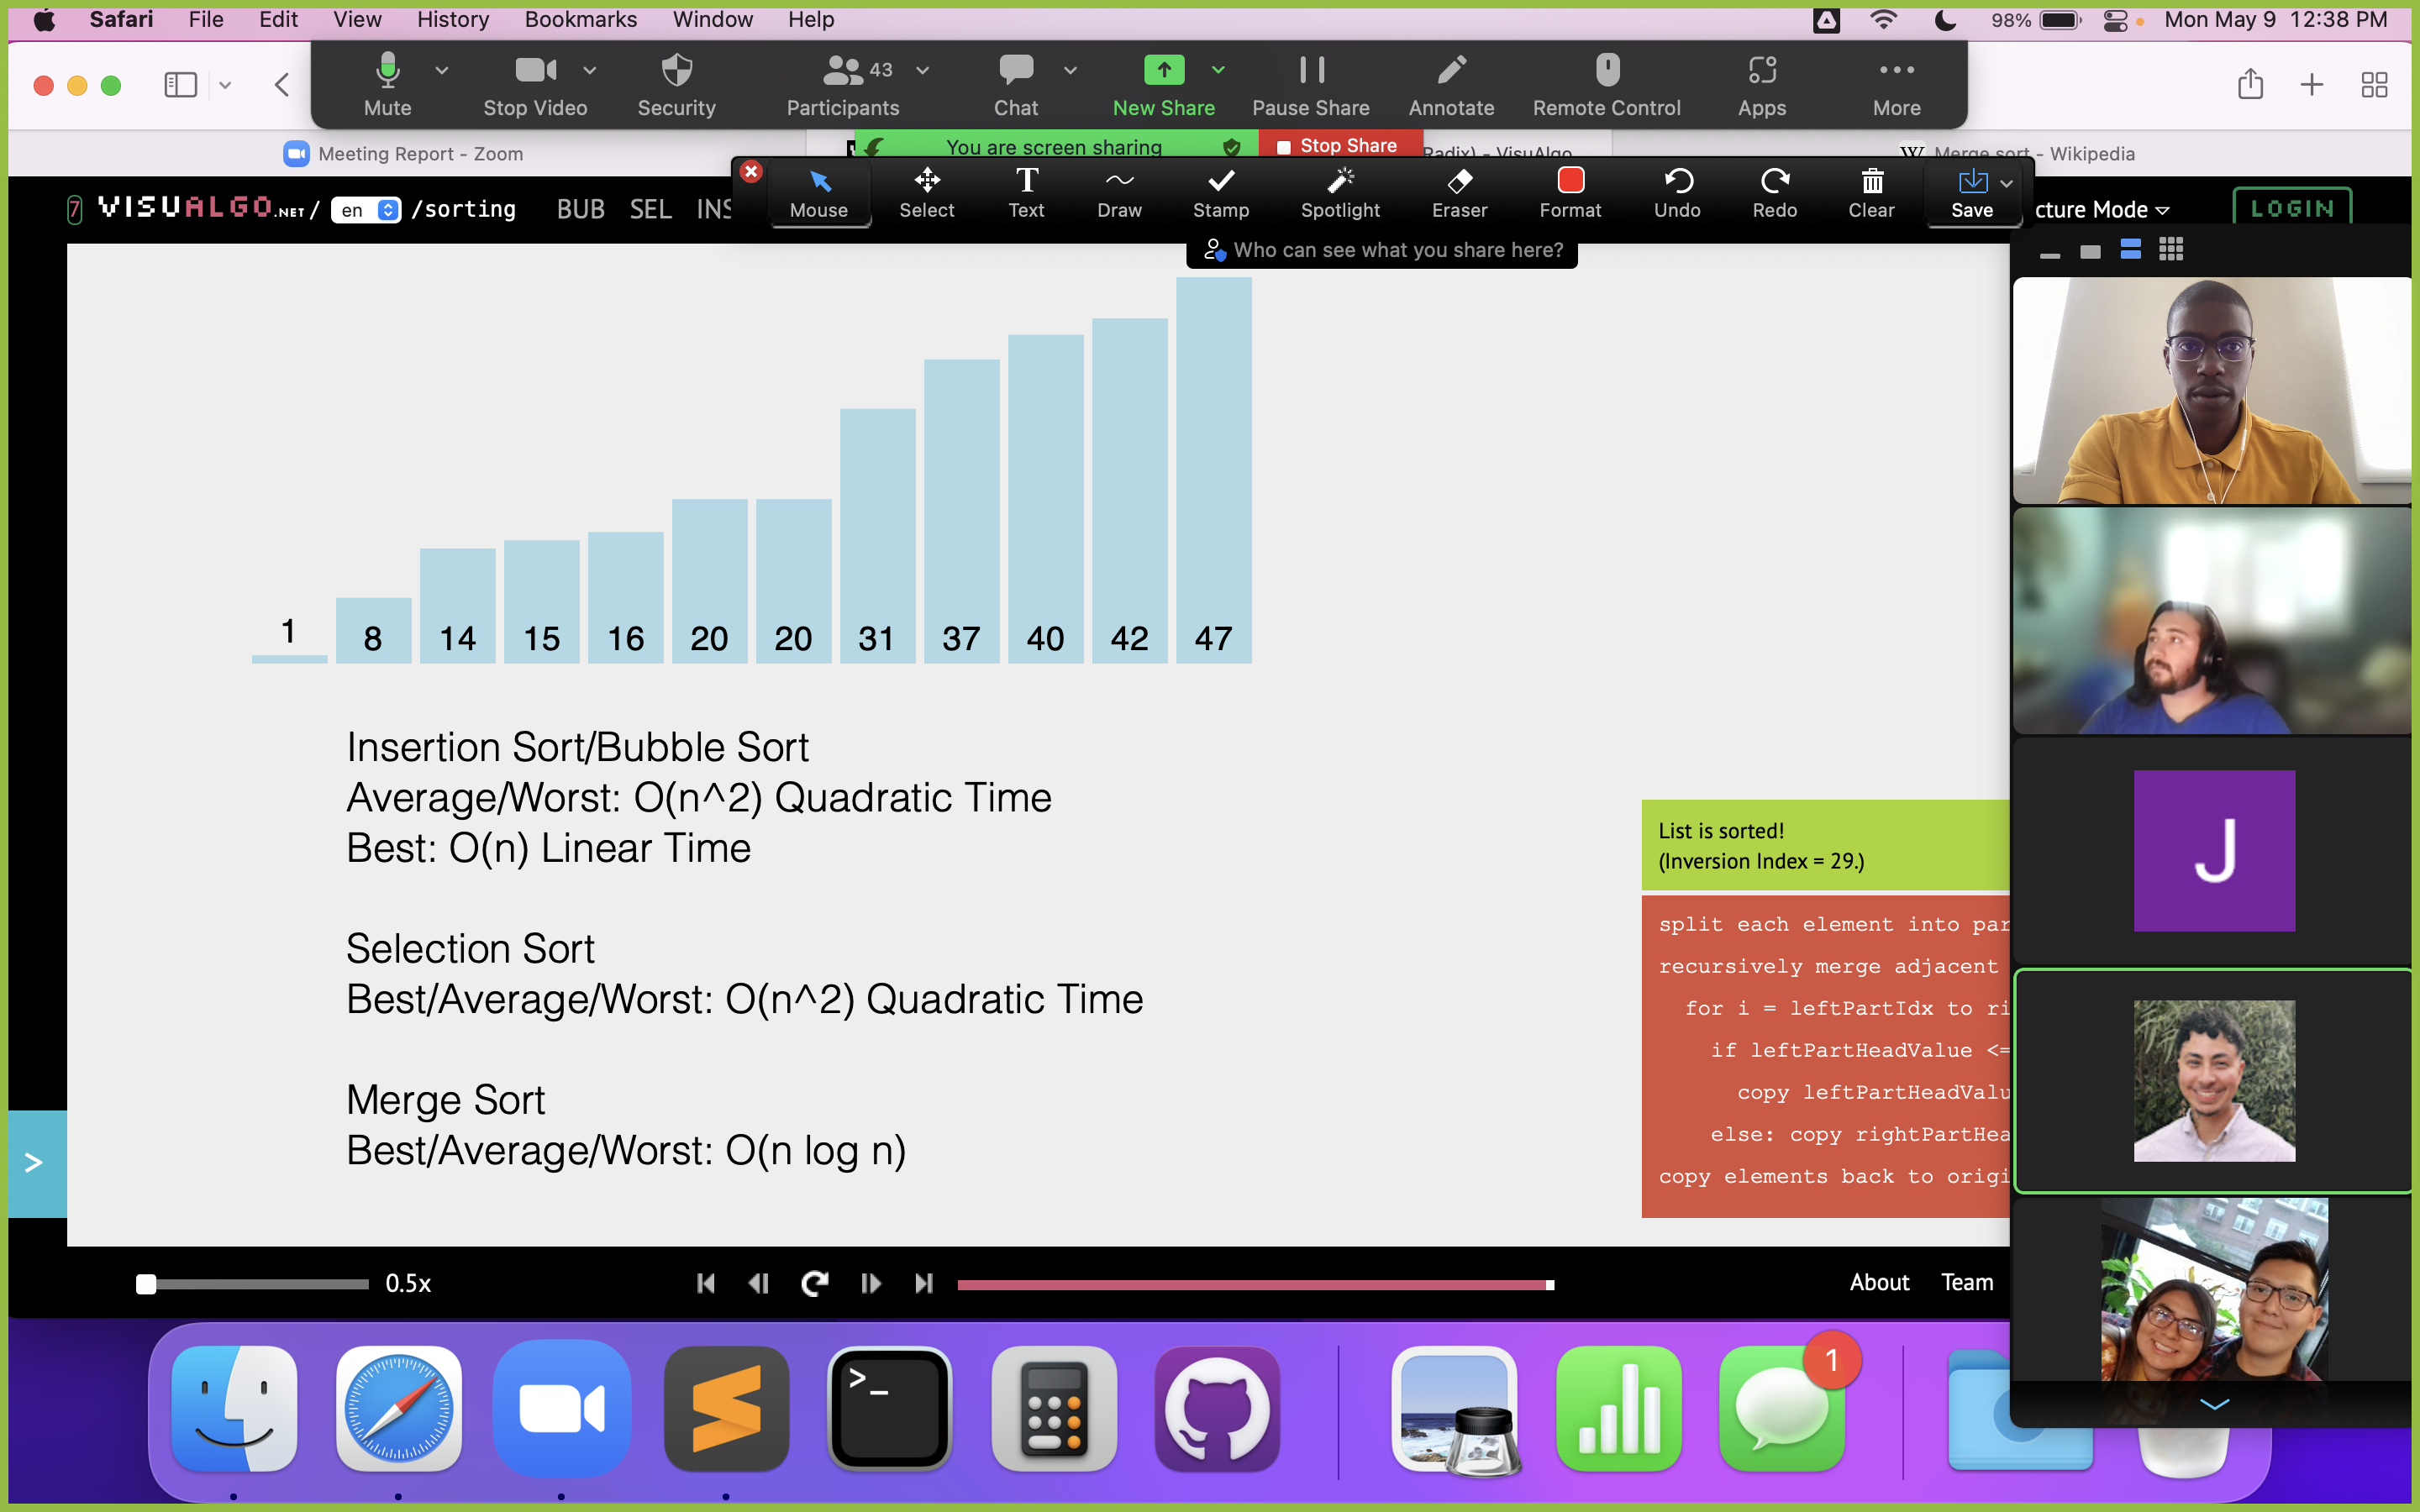 Safari File Edit View History Bookmarks Window Help 98% Mon May 9 12:38 PM
Mute Stop Video Security 43 Participants Chat New Share Pause Share Annotate Remote Control Apps More
Meeting Report - Zoom You are screen sharing Stop Share Radix) - VisuAlgo W Merge sort - Wikipedia
7 VISUALGO.NET/ en /sorting BUB SEL INS cture Mode LOGIN
Mouse Select Text Draw Stamp Spotlight Eraser Format Undo Redo Clear Save
Who can see what you share here?
1 8 14 15 16 20 20 31 37 40 42 47
Insertion Sort/Bubble Sort
Average/Worst: O(n^2) Quadratic Time
Best: O(n) Linear Time
Selection Sort
Best/Average/Worst: O(n^2) Quadratic Time
Merge Sort
Best/Average/Worst: O(n log n)
List is sorted!
(Inversion Index = 29.)
split each element into par
recursively merge adjacent
for i = leftPartIdx to ri
if leftPartHeadValue <=
copy leftPartHeadValu
else: copy rightPartHea
copy elements back to origi
J
>
0.5x
About Team
>_
1